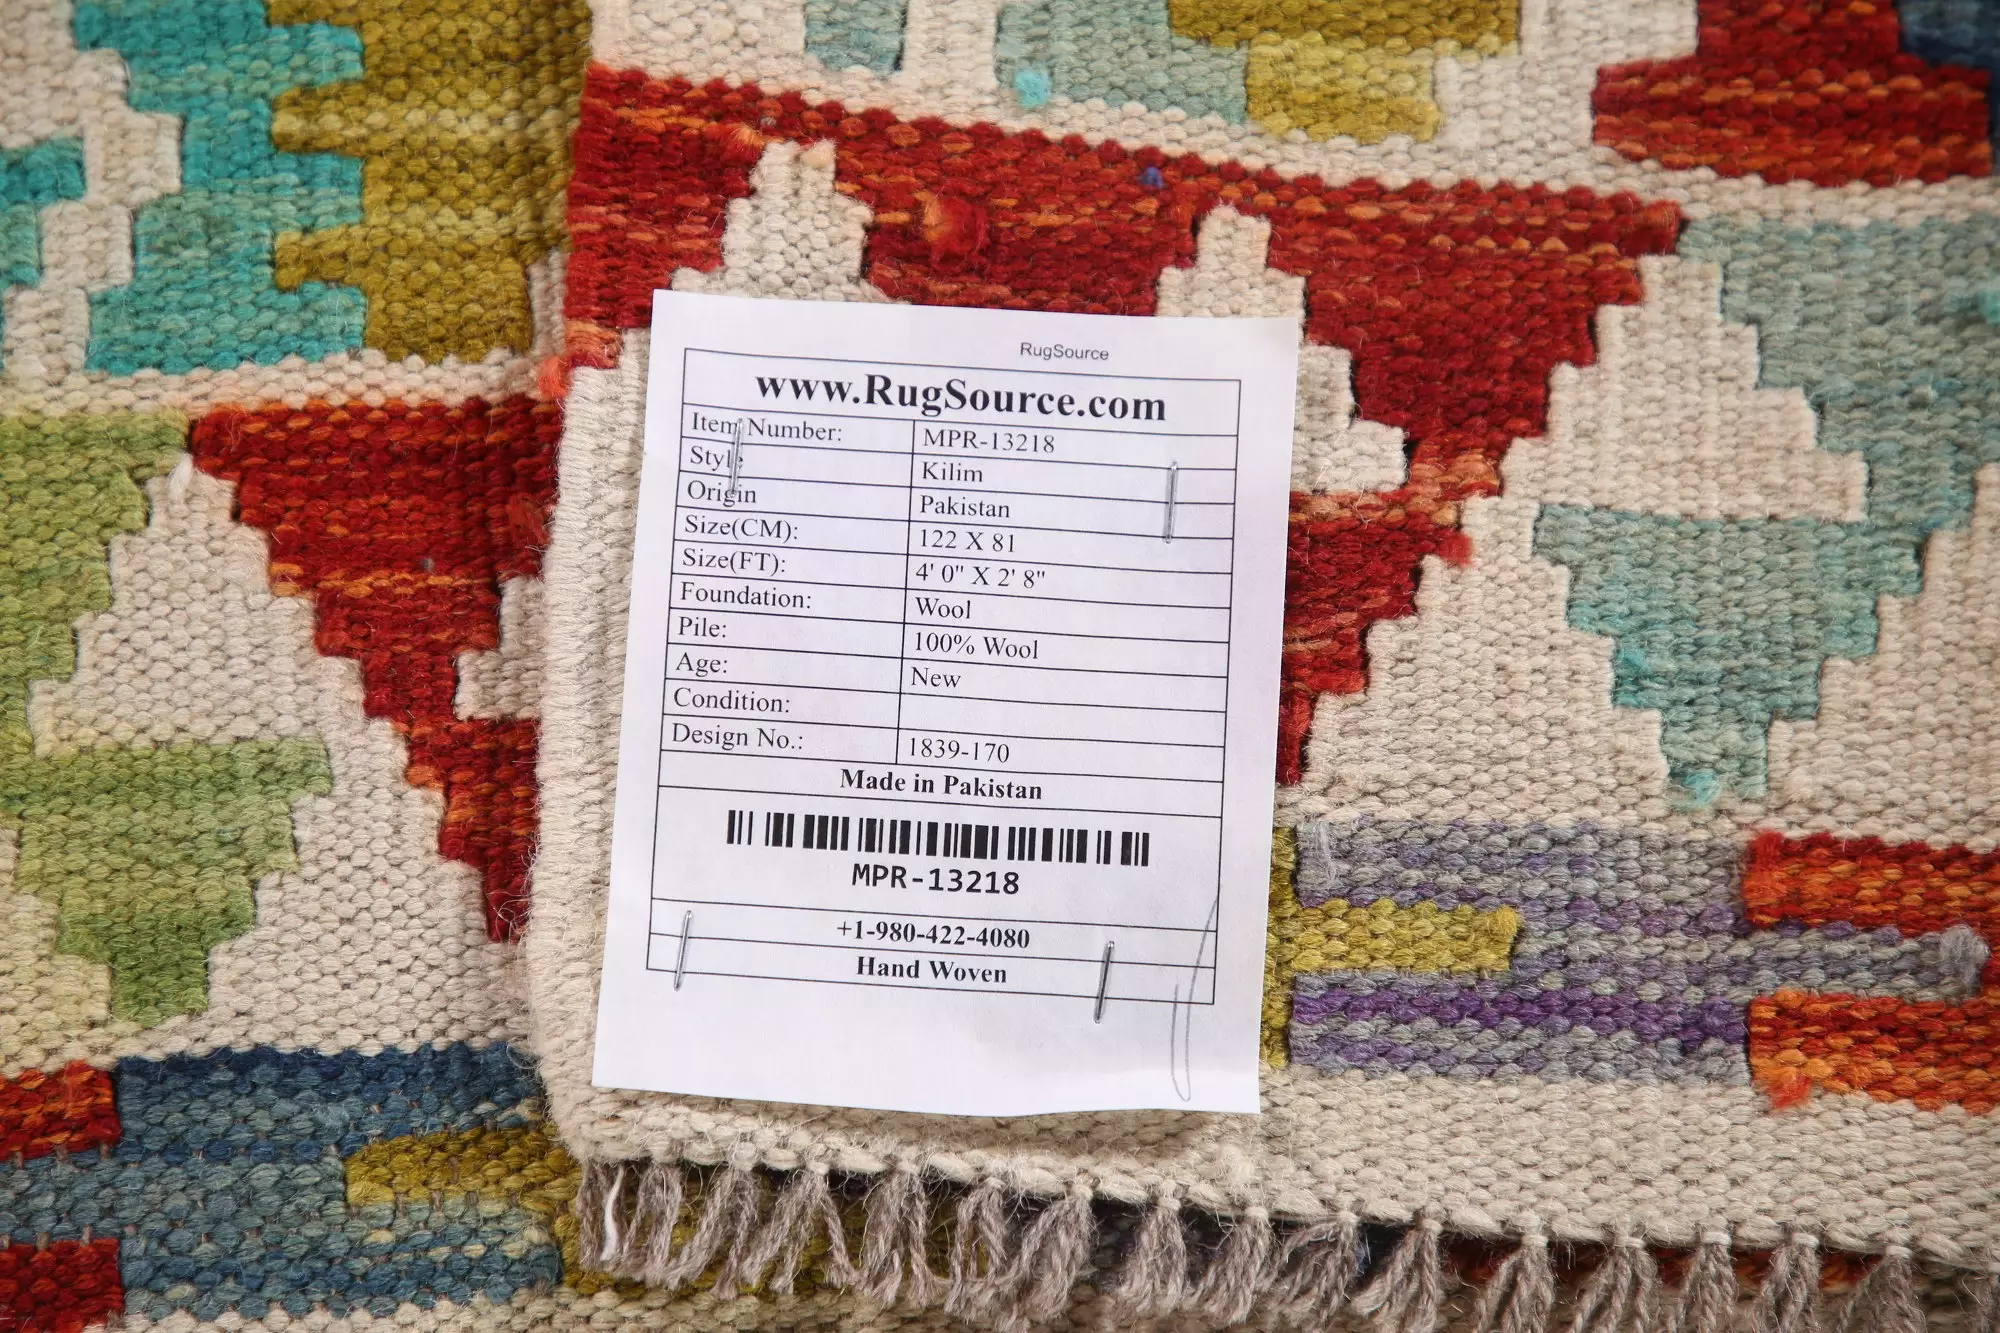 RugSource
www.RugSource.com
Item Number: MPR-13218
Style Kilim
Origin Pakistan
Size(CM): 122 X 81
Size(FT): 4' 0" X 2' 8"
Foundation: Wool
Pile: 100% Wool
Age: New
Condition:
Design No.: 1839-170
Made in Pakistan
MPR-13218
+1-980-422-4080
Hand Woven